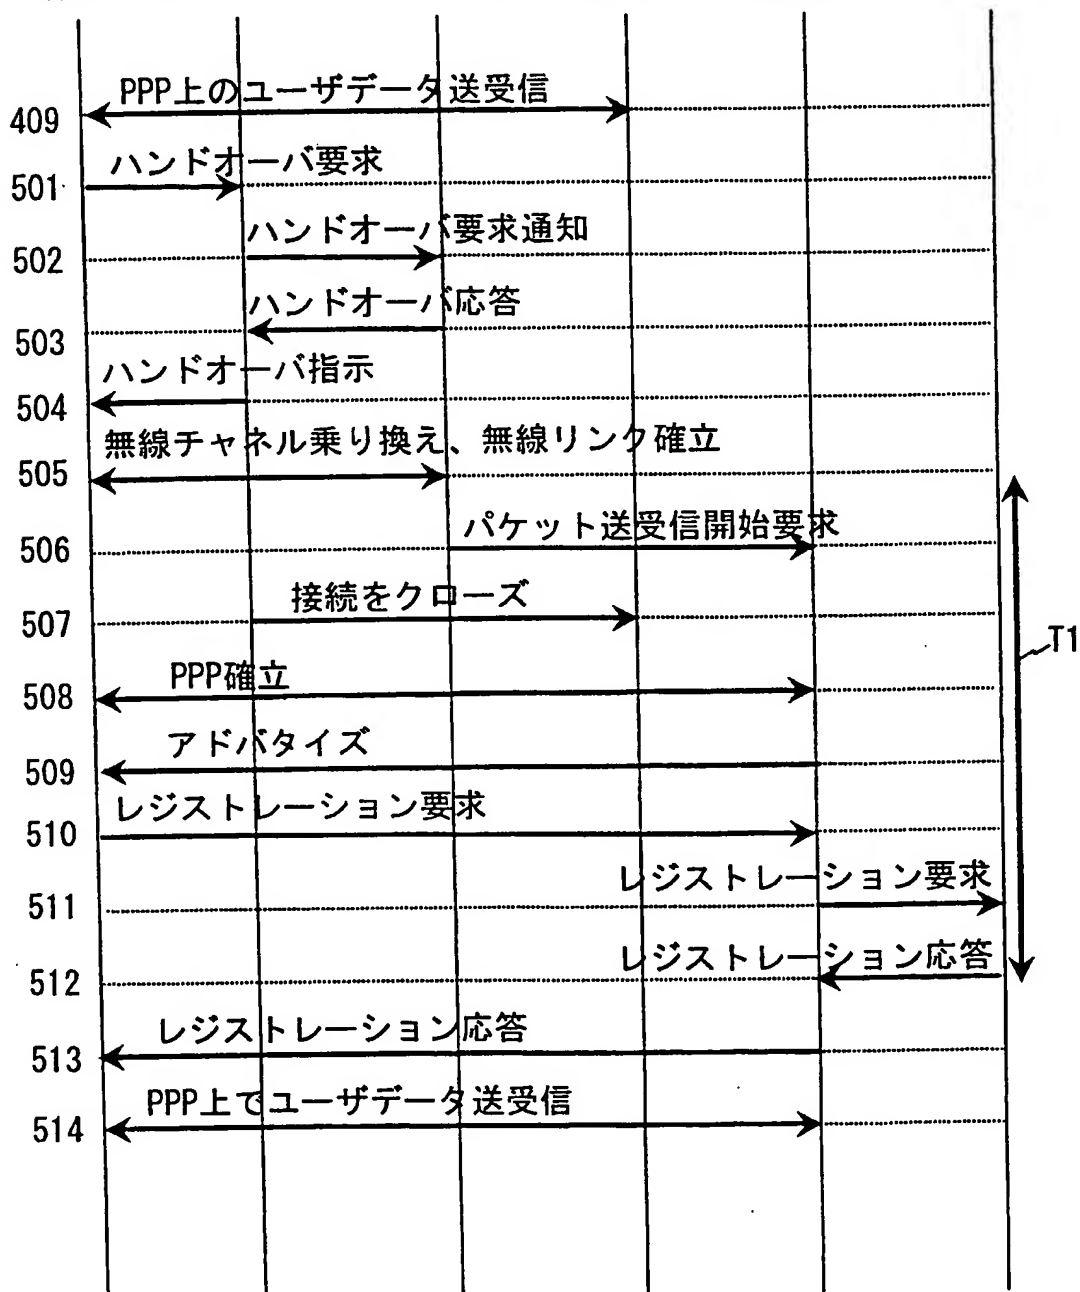 PPP上のユーザデータ送受信
409
ハンドオーバ要求
501
ハンドオーバ要求通知
502
ハンドオーバ応答
503
ハンドオーバ指示
504
無線チャネル乗り換え、無線リンク確立
505
パケット送受信開始要求
506
接続をクローズ
507
T1
PPP確立
508
アドバタイズ
509
レジストレーション要求
510
レジストレーション要求
511
レジストレーション応答
512
レジストレーション応答
513
PPP上でユーザデータ送受信
514